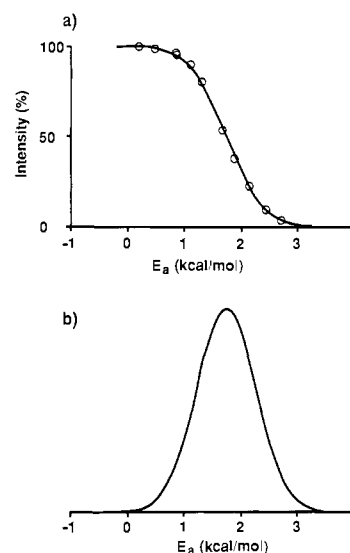 a)
100
50
0
Intensity (%)
-1 0 1 2 3
Ea (kcal/mol)
b)
-1 0 1 2 3
Ea (kcal/mol)